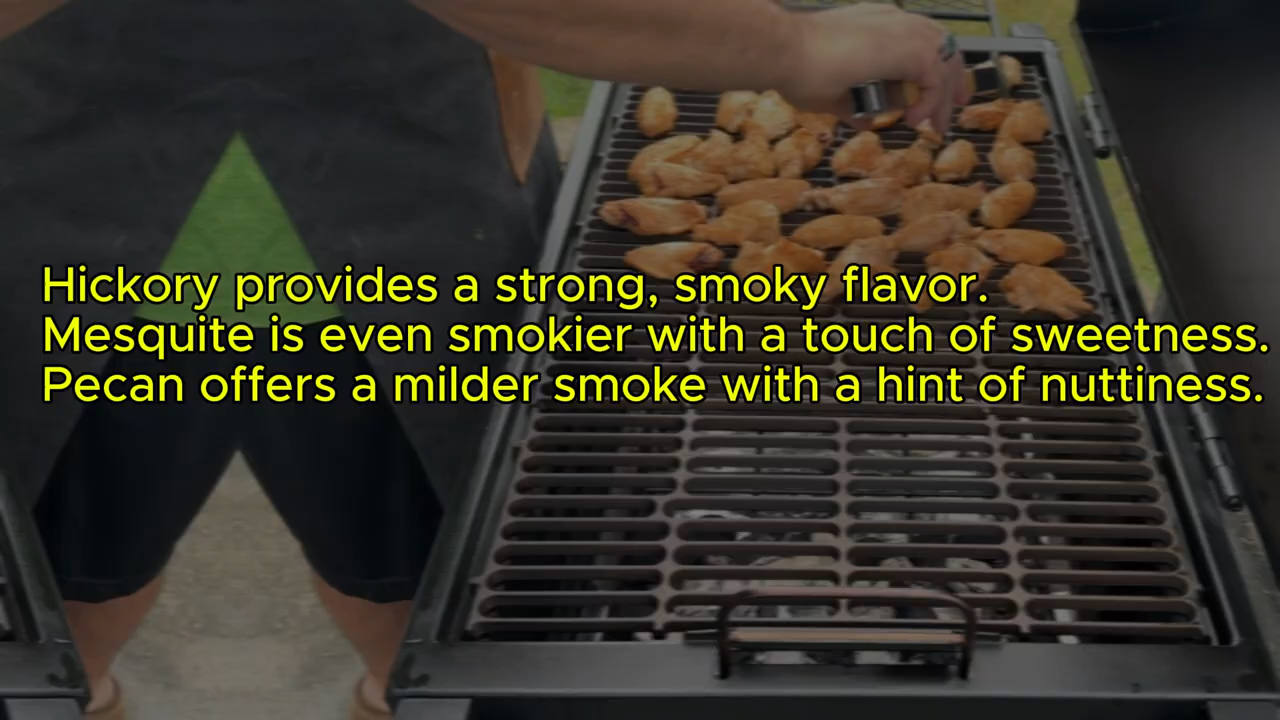 Hickory provides a strong, smoky flavor.
Mesquite is even smokier with a touch of sweetness.
Pecan offers a milder smoke with a hint of nuttiness.